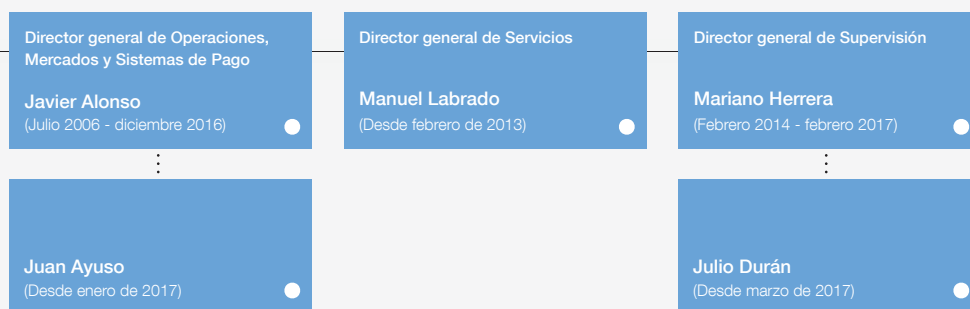 Director general de Operaciones,
Mercados y Sistemas de Pago
Javier Alonso
(Julio 2006 - diciembre 2016)
Director general de Servicios
Manuel Labrado
(Desde febrero de 2013)
Director general de Supervisión
Mariano Herrera
(Febrero 2014 - febrero 2017)
Juan Ayuso
(Desde enero de 2017)
Julio Durán
(Desde marzo de 2017)